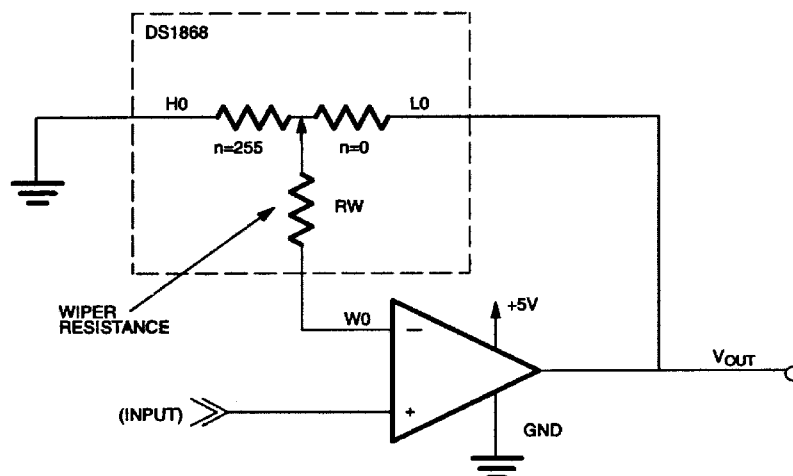 DS1868
H0
L0
n=255
n=0
RW
WIPER
RESISTANCE
W0
+5V
−
VOUT
(INPUT)
+
GND